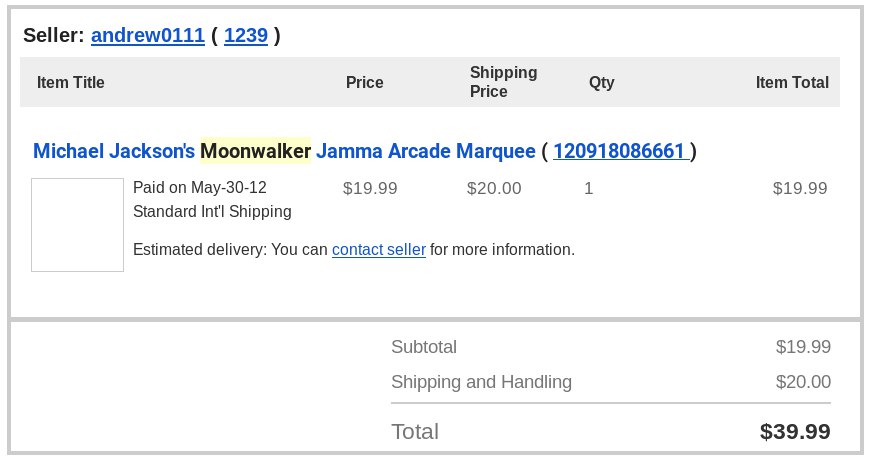 Seller: andrew0111 ( 1239 )
Item Title Price Shipping Price Qty Item Total
Michael Jackson's Moonwalker Jamma Arcade Marquee ( 120918086661 )
Paid on May-30-12 $19.99 $20.00 1 $19.99
Standard Int'l Shipping
Estimated delivery: You can contact seller for more information.
Subtotal $19.99
Shipping and Handling $20.00
Total $39.99